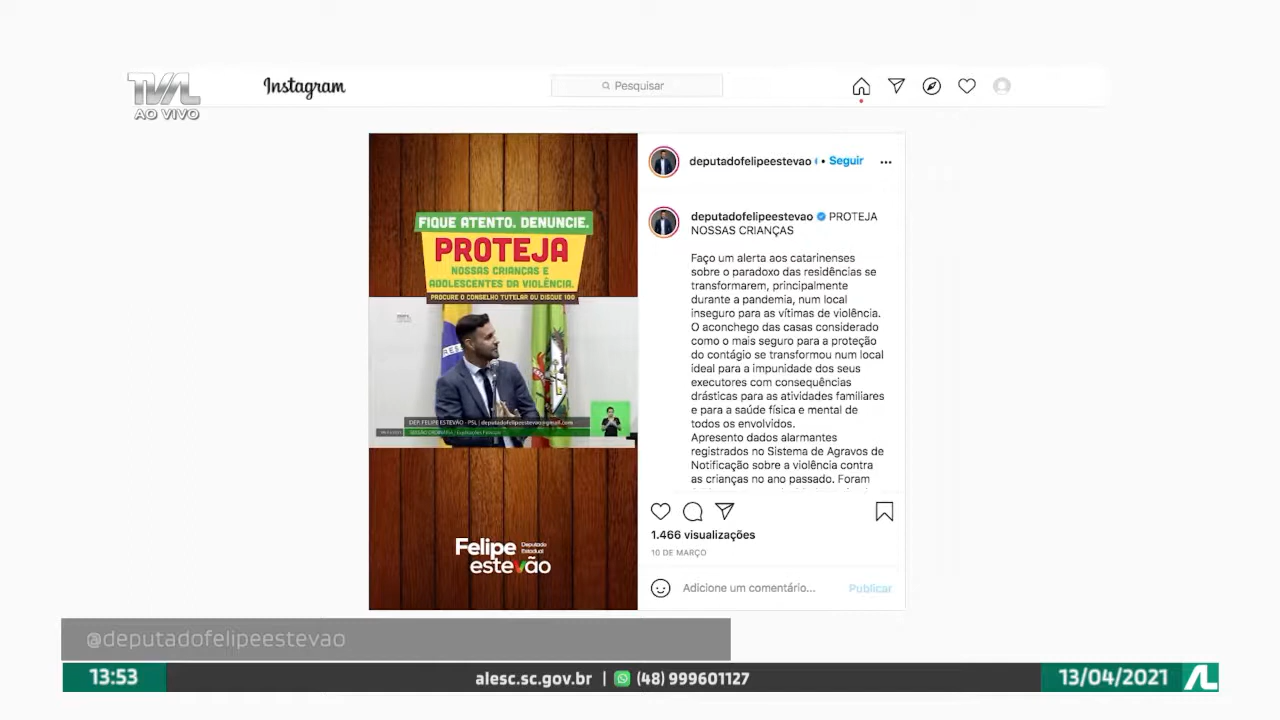 TVAL
AO VIVO
Instagram
Pesquisar
FIQUE ATENTO. DENUNCIE.
PROTEJA
NOSSAS CRIANÇAS E
ADOLESCENTES DA VIOLÊNCIA.
PROCURE O CONSELHO TUTELAR OU DISQUE 100
DEP. FELIPE ESTEVÃO - PSL | deputadofelipeestevao@gmail.com
Felipe
estevão
Deputado
Estadual
deputadofelipeestevao • Seguir
deputadofelipeestevao PROTEJA
NOSSAS CRIANÇAS
Faço um alerta aos catarinenses
sobre o paradoxo das residências se
transformarem, principalmente
durante a pandemia, num local
inseguro para as vítimas de violência.
O aconchego das casas considerado
como o mais seguro para a proteção
do contágio se transformou num local
ideal para a impunidade dos seus
executores com consequências
drásticas para as atividades familiares
e para a saúde física e mental de
todos os envolvidos.
Apresento dados alarmantes
registrados no Sistema de Agravos de
Notificação sobre a violência contra
as crianças no ano passado. Foram
1.466 visualizações
10 DE MARÇO
Adicione um comentário... Publicar
@deputadofelipeestevao
13:53
alesc.sc.gov.br | (48) 999601127
13/04/2021